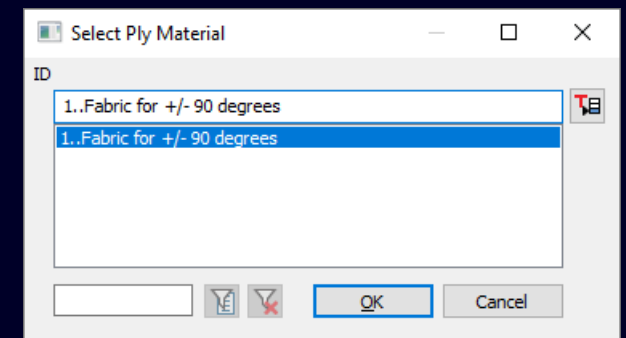 Select Ply Material
ID
1..Fabric for +/- 90 degrees
1..Fabric for +/- 90 degrees
OK
Cancel